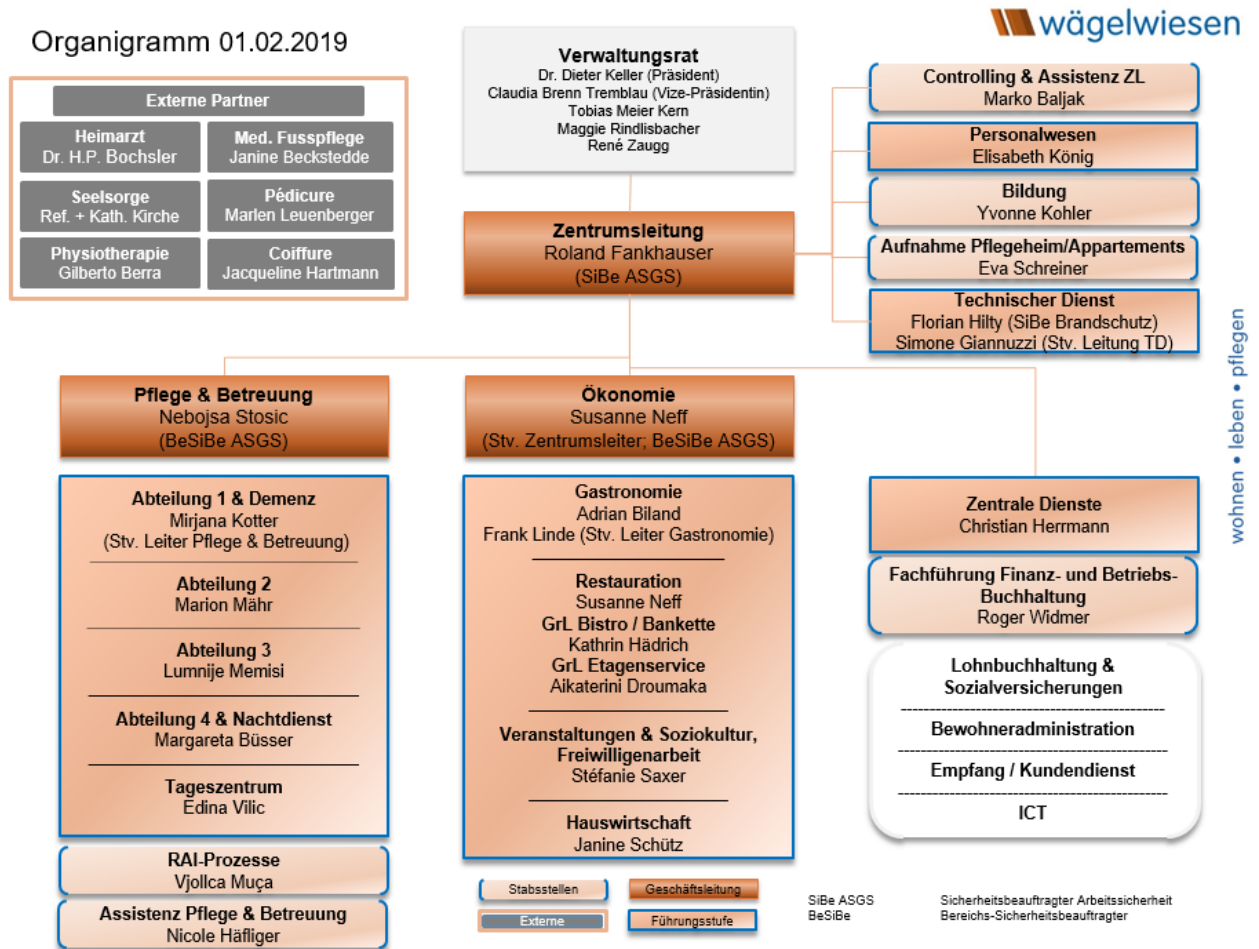 Organigramm 01.02.2019
wägelwiesen
Externe Partner
Heimarzt
Dr. H.P. Bochsler
Med. Fusspflege
Janine Beckstedde
Seelsorge
Ref. + Kath. Kirche
Pédicure
Marlen Leuenberger
Physiotherapie
Gilberto Berra
Coiffure
Jacqueline Hartmann
Verwaltungsrat
Dr. Dieter Keller (Präsident)
Claudia Brenn Tremblau (Vize-Präsidentin)
Tobias Meier Kern
Maggie Rindlisbacher
René Zaugg
Zentrumsleitung
Roland Fankhauser
(SiBe ASGS)
Controlling & Assistenz ZL
Marko Baljak
Personalwesen
Elisabeth König
Bildung
Yvonne Kohler
Aufnahme Pflegeheim/Appartements
Eva Schreiner
Technischer Dienst
Florian Hilty (SiBe Brandschutz)
Simone Giannuzzi (Stv. Leitung TD)
wohnen • leben • pflegen
Pflege & Betreuung
Nebojsa Stosic
(BeSiBe ASGS)
Abteilung 1 & Demenz
Mirjana Kotter
(Stv. Leiter Pflege & Betreuung)
Abteilung 2
Marion Mähr
Abteilung 3
Lumnije Memisi
Abteilung 4 & Nachtdienst
Margareta Büsser
Tageszentrum
Edina Vilic
RAI-Prozesse
Vjollca Muça
Assistenz Pflege & Betreuung
Nicole Häfliger
Ökonomie
Susanne Neff
(Stv. Zentrumsleiter; BeSiBe ASGS)
Gastronomie
Adrian Biland
Frank Linde (Stv. Leiter Gastronomie)
Restauration
Susanne Neff
GrL Bistro / Bankette
Kathrin Hädrich
GrL Etagenservice
Aikaterini Droumaka
Veranstaltungen & Soziokultur,
Freiwilligenarbeit
Stéfanie Saxer
Hauswirtschaft
Janine Schütz
Zentrale Dienste
Christian Herrmann
Fachführung Finanz- und Betriebs-
Buchhaltung
Roger Widmer
Lohnbuchhaltung &
Sozialversicherungen
Bewohneradministration
Empfang / Kundendienst
ICT
Stabsstellen
Geschäftsleitung
Externe
Führungsstufe
SiBe ASGS Sicherheitsbeauftragter Arbeitssicherheit
BeSiBe Bereichs-Sicherheitsbeauftragter